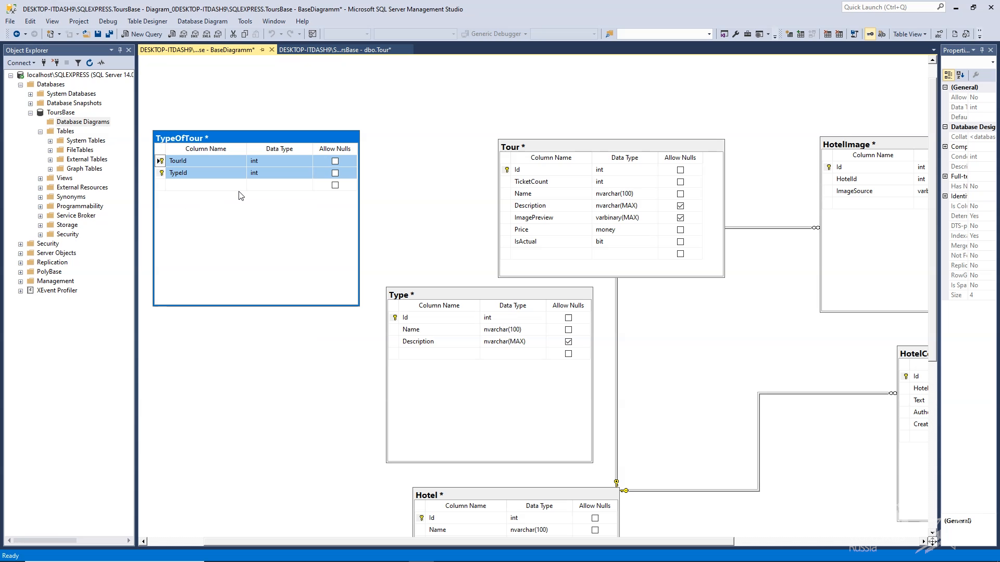 DESKTOP-ITDASH9\SQLEXPRESS.ToursBase - Diagram_0DESKTOP-ITDASH9\SQLEXPRESS.ToursBase - BaseDiagramm* - Microsoft SQL Server Management Studio
Quick Launch (Ctrl+Q)
File Edit View Project Debug Table Designer Database Diagram Tools Window Help
New Query MDX DMX XMLA DAX Generic Debugger Table View
Object Explorer
DESKTOP-ITDASH9\...se - BaseDiagramm* DESKTOP-ITDASH9\S...rsBase - dbo.Tour*
Properti...
Connect
localhost\SQLEXPRESS (SQL Server 14.0
Databases
System Databases
Database Snapshots
ToursBase
Database Diagrams
Tables
System Tables
FileTables
External Tables
Graph Tables
Views
External Resources
Synonyms
Programmability
Service Broker
Storage
Security
Security
Server Objects
Replication
PolyBase
Management
XEvent Profiler
TypeOfTour *
Column Name Data Type Allow Nulls
TourId int
TypeId int
Tour *
Column Name Data Type Allow Nulls
Id int
TicketCount int
Name nvarchar(100)
Description nvarchar(MAX)
ImagePreview varbinary(MAX)
Price money
IsActual bit
HotelImage *
Column Name
Id int
HotelId int
ImageSource varb
Type *
Column Name Data Type Allow Nulls
Id int
Name nvarchar(100)
Description nvarchar(MAX)
HotelC
Id
Hotel
Text
Autho
Creat
Hotel *
Column Name Data Type Allow Nulls
Id int
Name nvarchar(100)
(General)
Allow No
Data T int
Defau
Database Desig
Collat <databas
Comp
Cond int
Descri
Full-te
Has N No
Identi
Is Colu No
Deterr Yes
DTS-p No
Indexa Yes
Merge No
Not Fo No
Replic No
RowG No
Is Spa No
Size 4
(General)
Russia
Ready